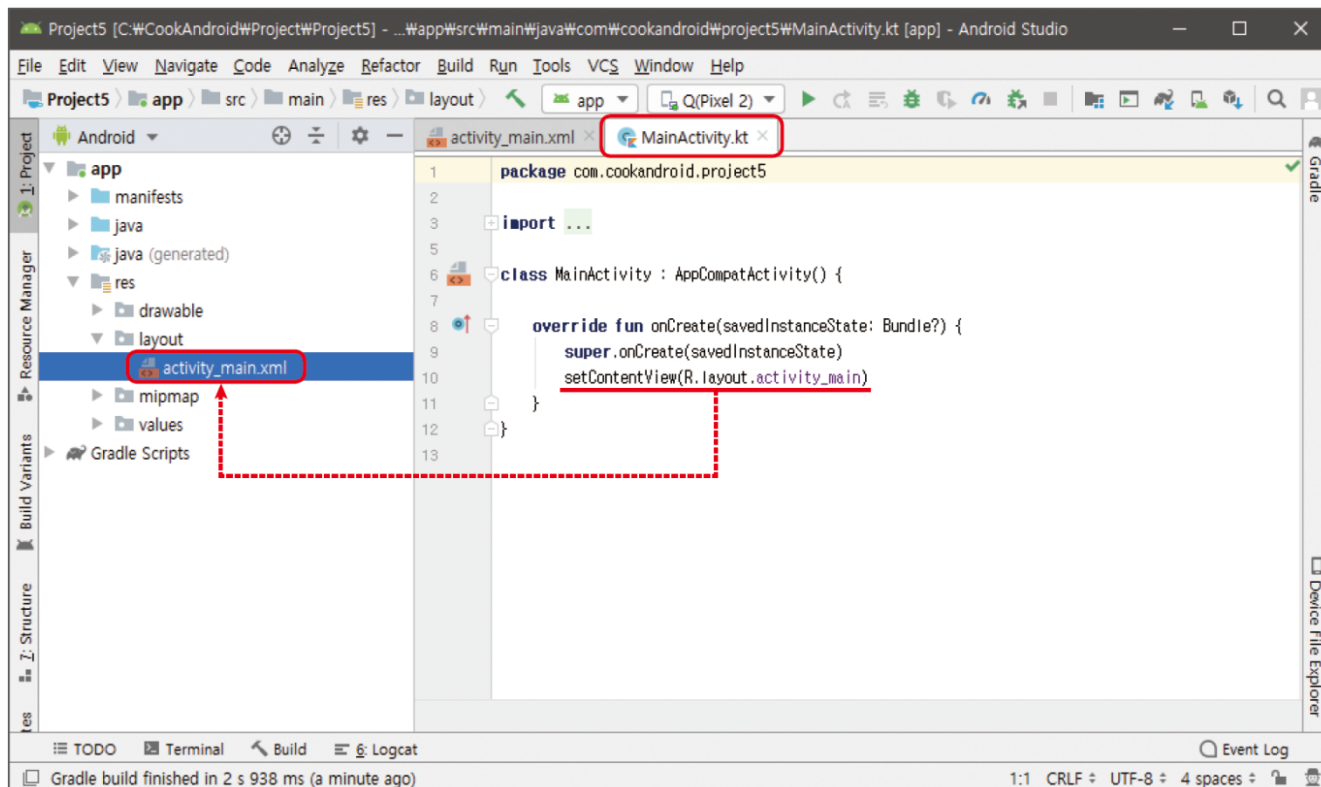 Project5 [C:₩CookAndroid₩Project₩Project5] - ...₩app₩src₩main₩java₩com₩cookandroid₩project5₩MainActivity.kt [app] - Android Studio
File Edit View Navigate Code Analyze Refactor Build Run Tools VCS Window Help
Project5 app src main res layout app Q(Pixel 2)
1: Project
Resource Manager
Build Variants
7: Structure
Android
app
manifests
java
java (generated)
res
drawable
layout
activity_main.xml
mipmap
values
Gradle Scripts
activity_main.xml MainActivity.kt
1 package com.cookandroid.project5
2
3 import ...
5
6 class MainActivity : AppCompatActivity() {
7
8 override fun onCreate(savedInstanceState: Bundle?) {
9 super.onCreate(savedInstanceState)
10 setContentView(R.layout.activity_main)
11 }
12 }
13
Gradle
Device File Explorer
TODO Terminal Build 6: Logcat Event Log
Gradle build finished in 2 s 938 ms (a minute ago) 1:1 CRLF UTF-8 4 spaces